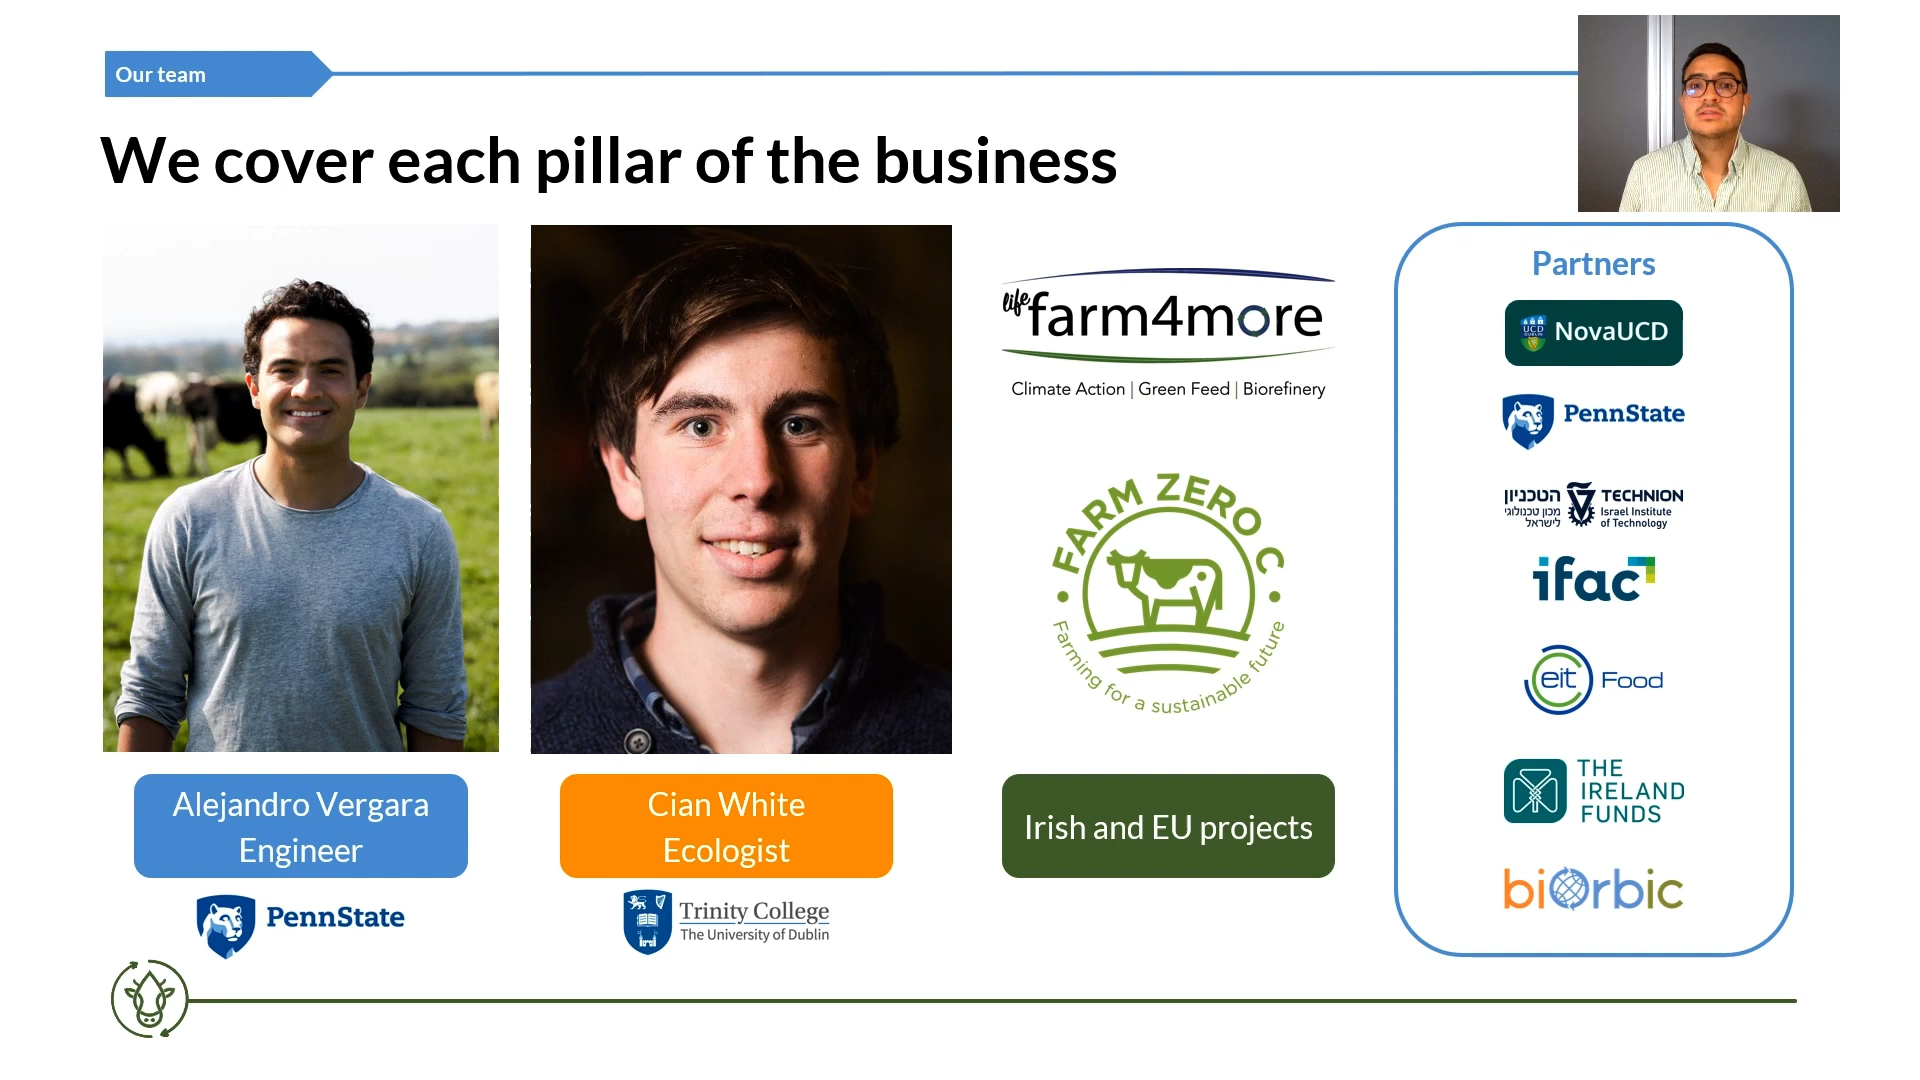 Our team
We cover each pillar of the business
life farm4more
Climate Action | Green Feed | Biorefinery
FARM ZERO C
Farming for a sustainable future
Alejandro Vergara
Engineer
PennState
Cian White
Ecologist
Trinity College
The University of Dublin
Irish and EU projects
Partners
UCD
DUBLIN
NovaUCD
PennState
הטכניון
מכון טכנולוגי
לישראל
TECHNION
Israel Institute
of Technology
ifac
eit Food
THE
IRELAND
FUNDS
biOrbic